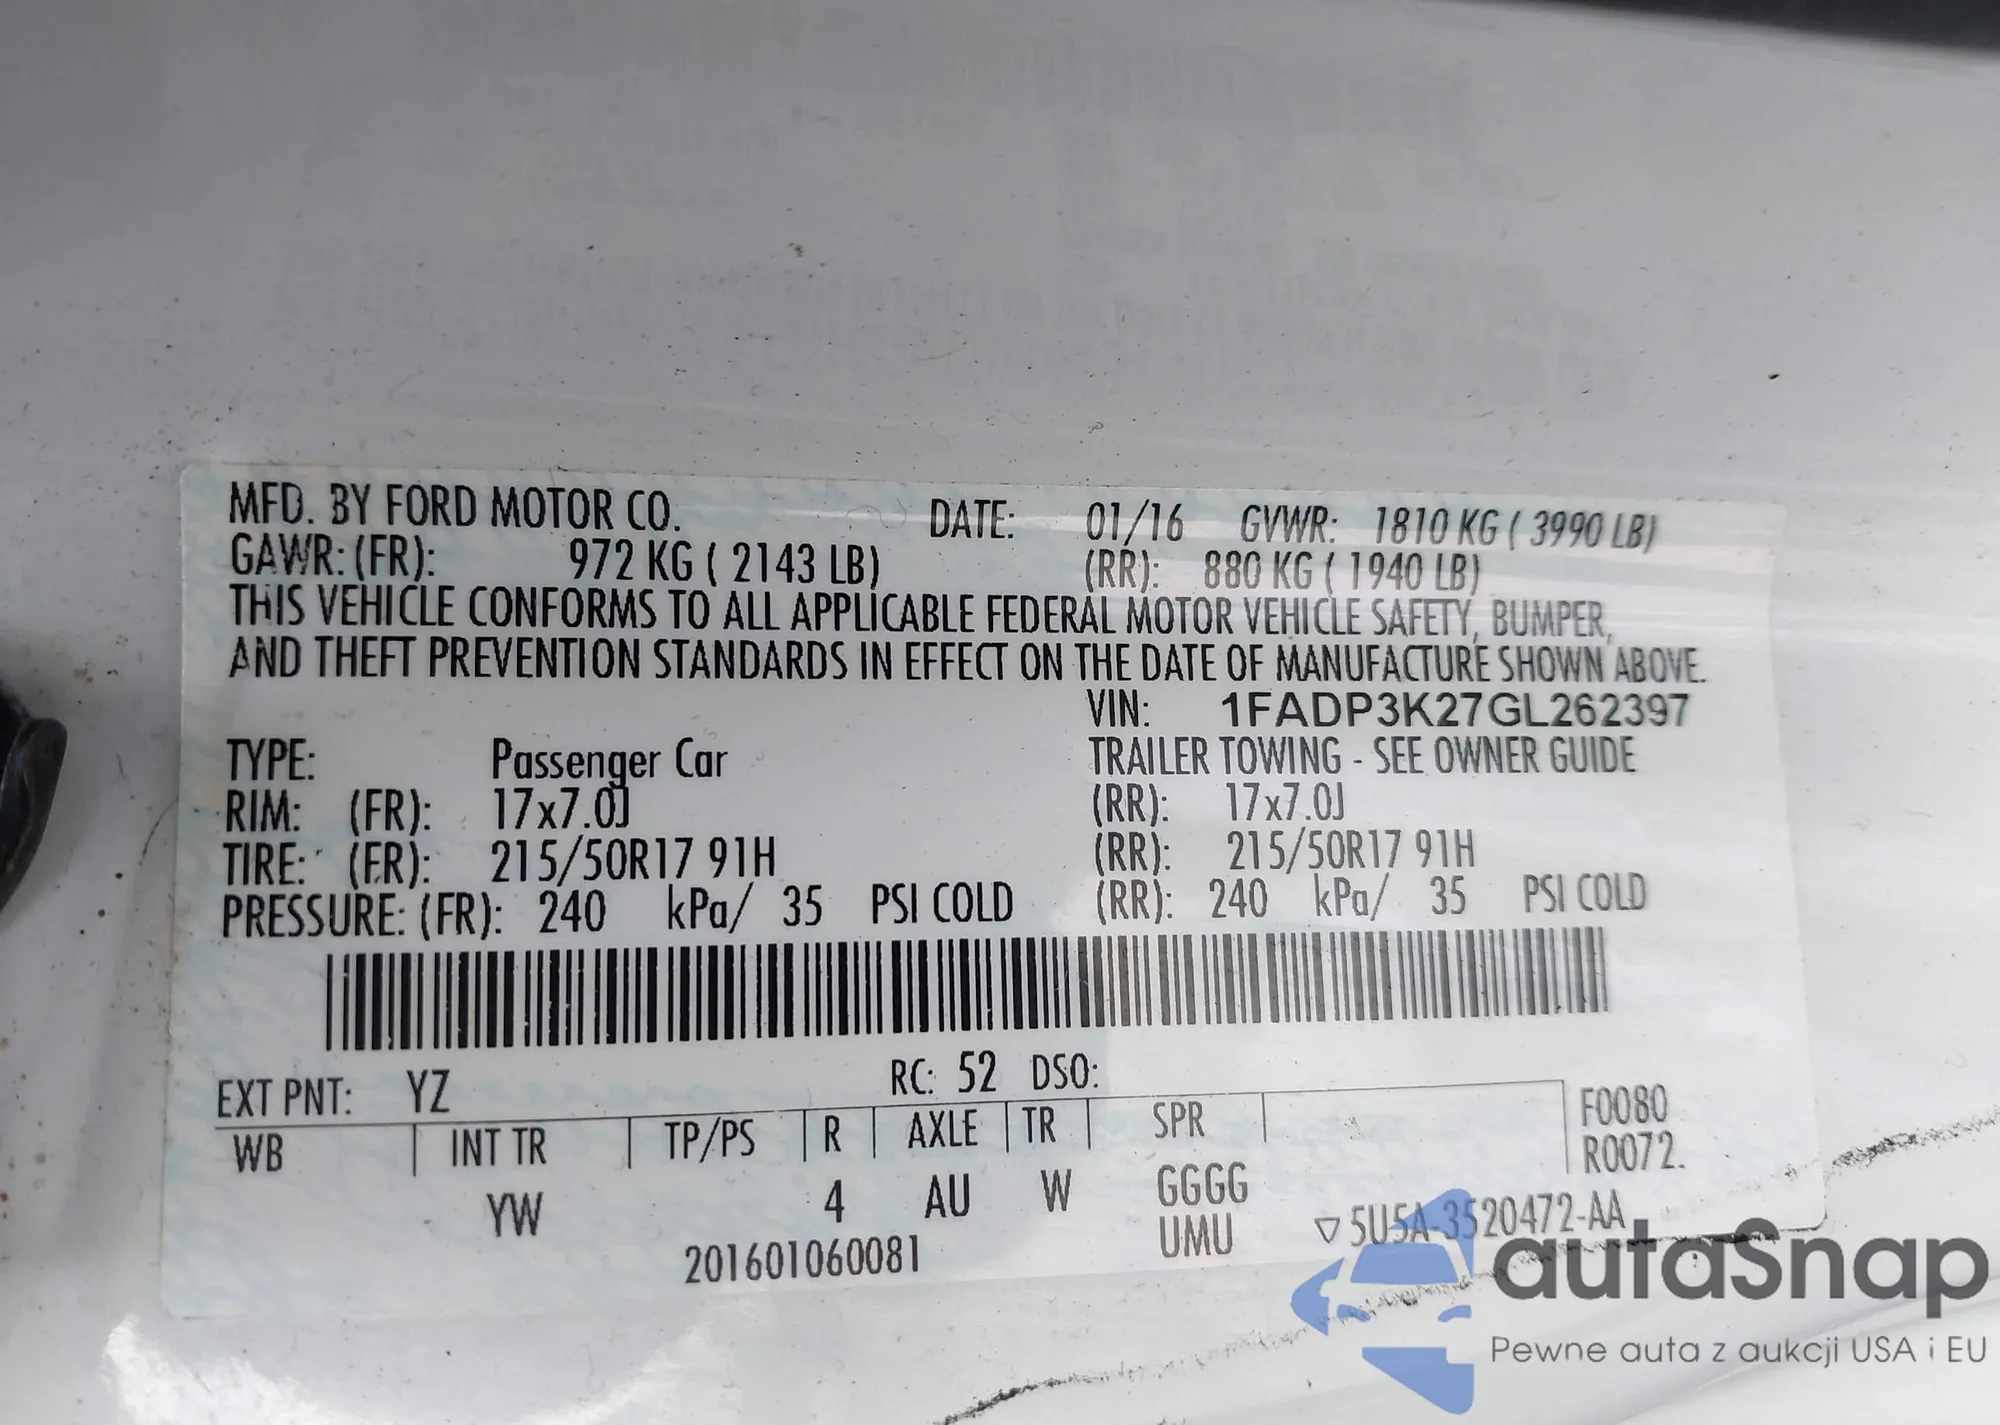 MFD. BY FORD MOTOR CO. DATE: 01/16 GVWR: 1810 KG ( 3990 LB)
GAWR: (FR): 972 KG ( 2143 LB) (RR): 880 KG ( 1940 LB)
THIS VEHICLE CONFORMS TO ALL APPLICABLE FEDERAL MOTOR VEHICLE SAFETY, BUMPER,
AND THEFT PREVENTION STANDARDS IN EFFECT ON THE DATE OF MANUFACTURE SHOWN ABOVE.
VIN: 1FADP3K27GL262397
TYPE: Passenger Car TRAILER TOWING - SEE OWNER GUIDE
RIM: (FR): 17x7.0J (RR): 17x7.0J
TIRE: (FR): 215/50R17 91H (RR): 215/50R17 91H
PRESSURE: (FR): 240 kPa/ 35 PSI COLD (RR): 240 kPa/ 35 PSI COLD
EXT PNT: YZ RC: 52 DSO:
WB INT TR TP/PS R AXLE TR SPR F0080
R0072.
YW 4 AU W GGGG
UMU ▽ 5U5A-3520472-AA
201601060081
autaSnap
Pewne auta z aukcji USA i EU